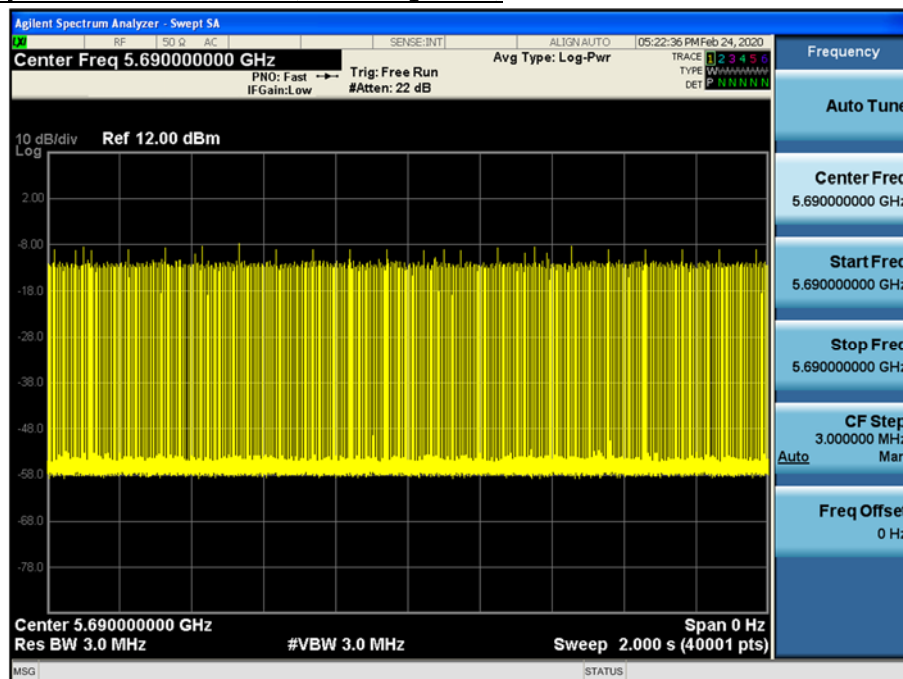 Agilent Spectrum Analyzer - Swept SA
RF 50 Ω AC SENSE:INT ALIGN AUTO 05:22:36 PM Feb 24, 2020
Center Freq 5.690000000 GHz
PNO: Fast
IFGain:Low
Trig: Free Run
#Atten: 22 dB
Avg Type: Log-Pwr
TRACE 1 2 3 4 5 6
TYPE W
DET P N N N N N
10 dB/div Ref 12.00 dBm
Log
2.00
-8.00
-18.0
-28.0
-38.0
-48.0
-58.0
-68.0
-78.0
Center 5.690000000 GHz Span 0 Hz
Res BW 3.0 MHz #VBW 3.0 MHz Sweep 2.000 s (40001 pts)
MSG STATUS
Frequency
Auto Tune
Center Freq
5.690000000 GHz
Start Freq
5.690000000 GHz
Stop Freq
5.690000000 GHz
CF Step
3.000000 MHz
Auto Man
Freq Offset
0 Hz